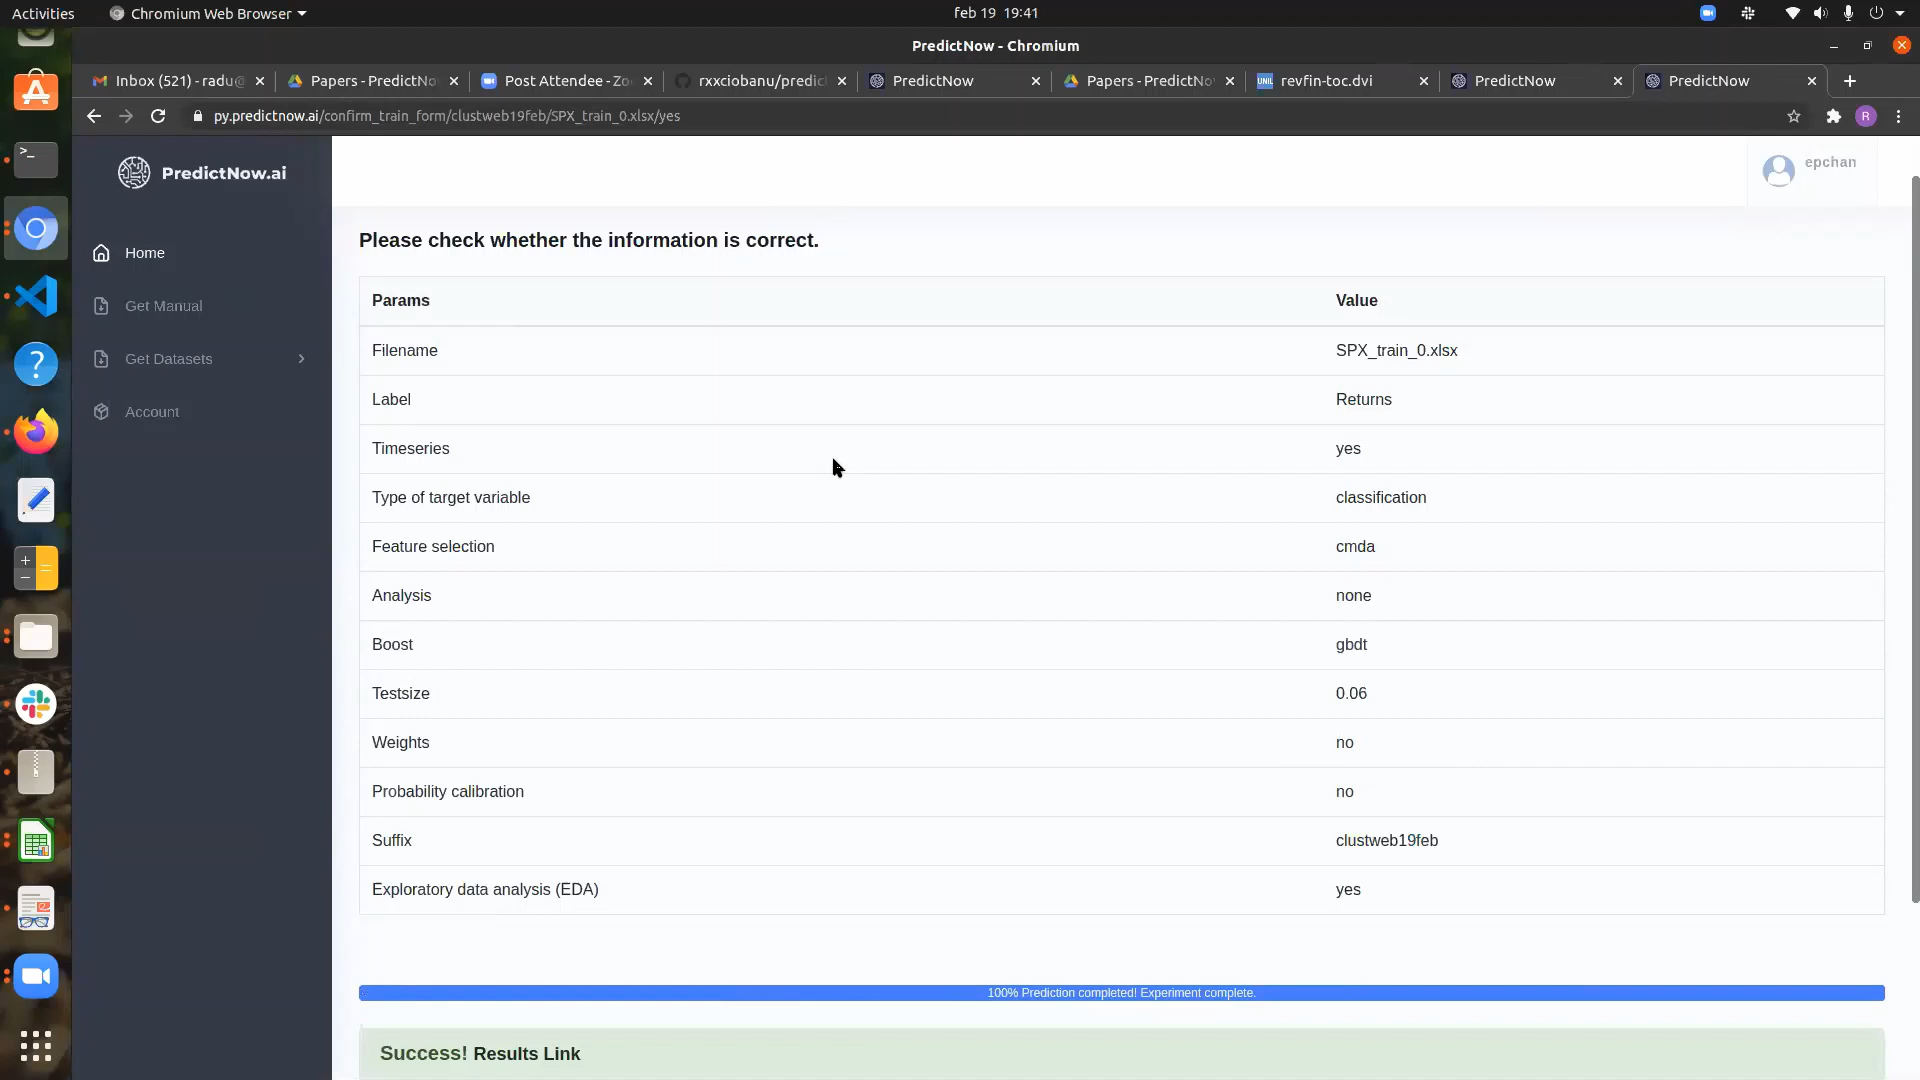 Activities
Chromium Web Browser
feb 19 19:41
PredictNow - Chromium
Inbox (521) - radu@
Papers - PredictNo
Post Attendee - Zo
rxxciobanu/predic
PredictNow
Papers - PredictNo
UNIL
revfin-toc.dvi
PredictNow
PredictNow
py.predictnow.ai/confirm_train_form/clustweb19feb/SPX_train_0.xlsx/yes
R
PredictNow.ai
epchan
Home
Get Manual
Get Datasets
Account
Please check whether the information is correct.
Params Value
Filename SPX_train_0.xlsx
Label Returns
Timeseries yes
Type of target variable classification
Feature selection cmda
Analysis none
Boost gbdt
Testsize 0.06
Weights no
Probability calibration no
Suffix clustweb19feb
Exploratory data analysis (EDA) yes
100% Prediction completed! Experiment complete.
Success! Results Link